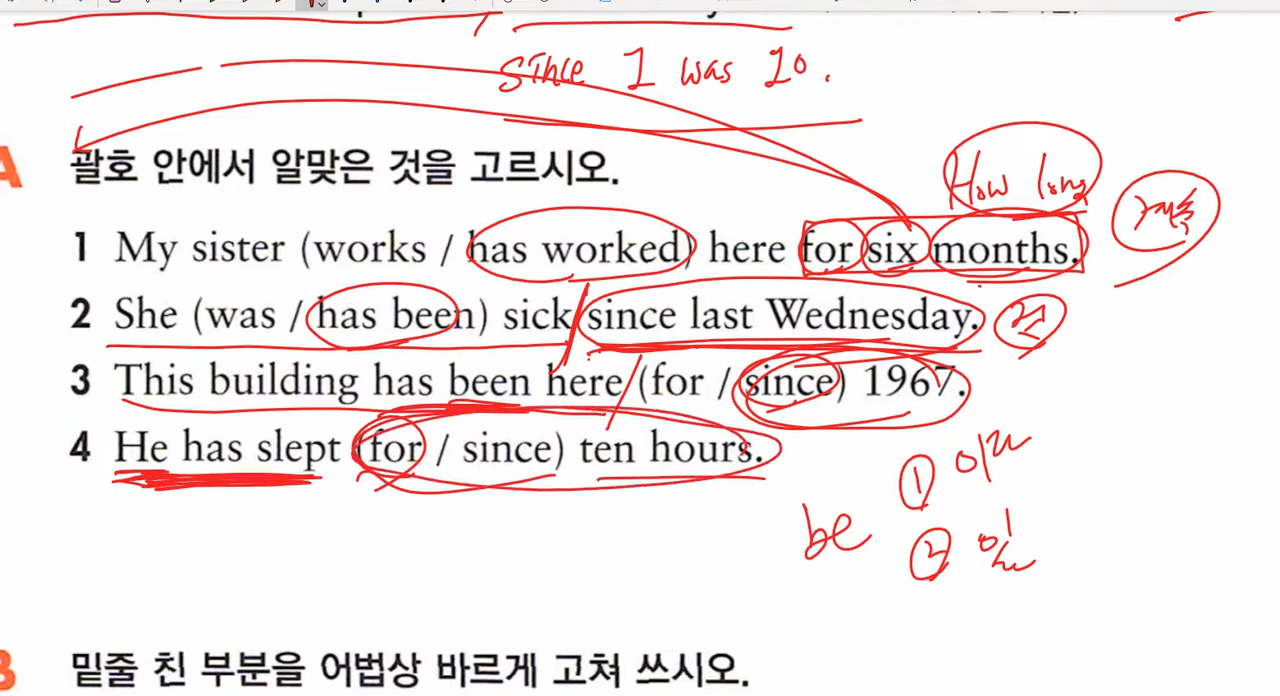 since I was 10.
A 괄호 안에서 알맞은 것을 고르시오.
How long
1 My sister (works / has worked) here for six months.
계속
2 She (was / has been) sick since last Wednesday.
3 This building has been here (for / since) 1967.
4 He has slept (for / since) ten hours.
be ① 이다
② 있
B 밑줄 친 부분을 어법상 바르게 고쳐 쓰시오.